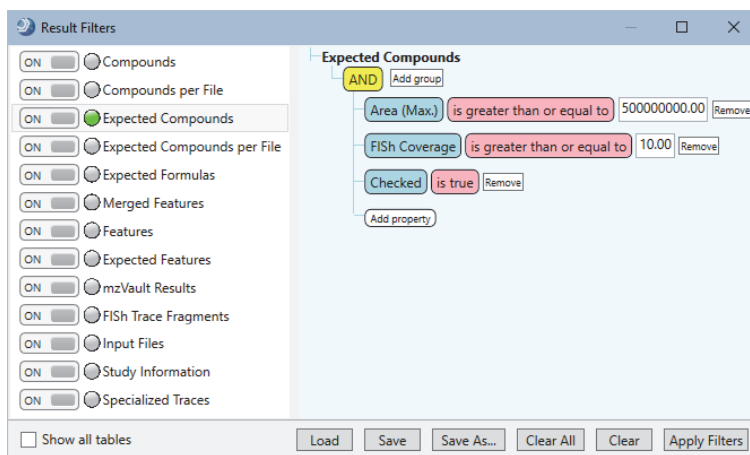 Result Filters
ON Compounds
ON Compounds per File
ON Expected Compounds
ON Expected Compounds per File
ON Expected Formulas
ON Merged Features
ON Features
ON Expected Features
ON mzVault Results
ON FISh Trace Fragments
ON Input Files
ON Study Information
ON Specialized Traces
Expected Compounds
AND Add group
Area (Max.) is greater than or equal to 500000000.00 Remove
FISh Coverage is greater than or equal to 10.00 Remove
Checked is true Remove
Add property
Show all tables Load Save Save As... Clear All Clear Apply Filters